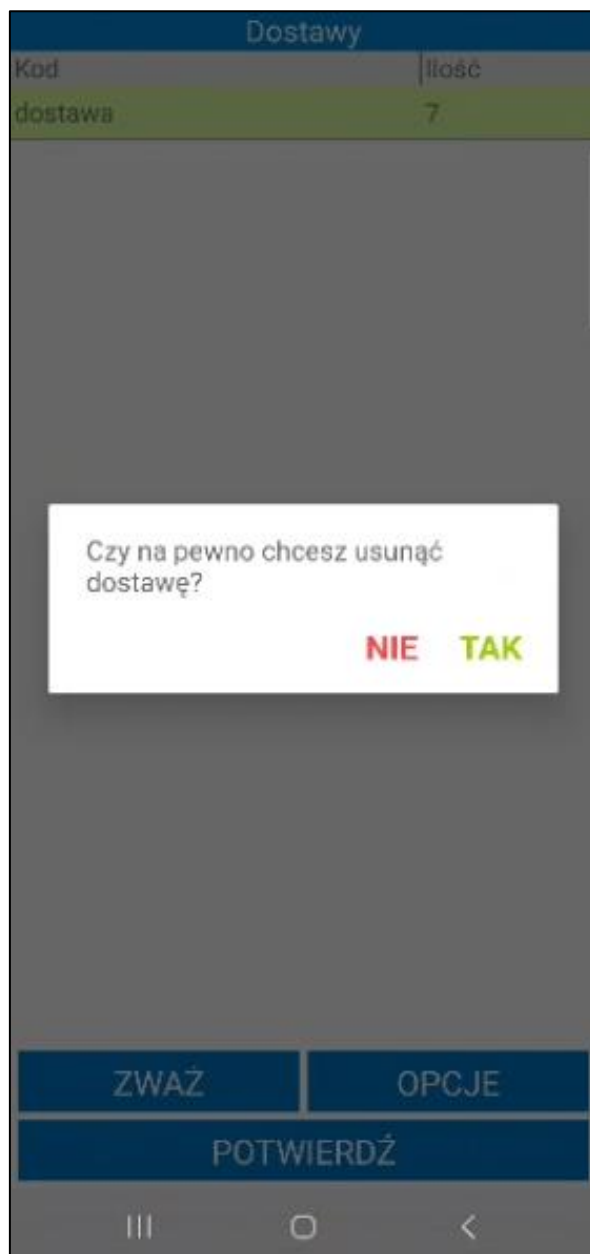 Dostawy
Kod Ilość
dostawa 7
Czy na pewno chcesz usunąć
dostawę?
NIE TAK
ZWAŻ OPCJE
POTWIERDŹ